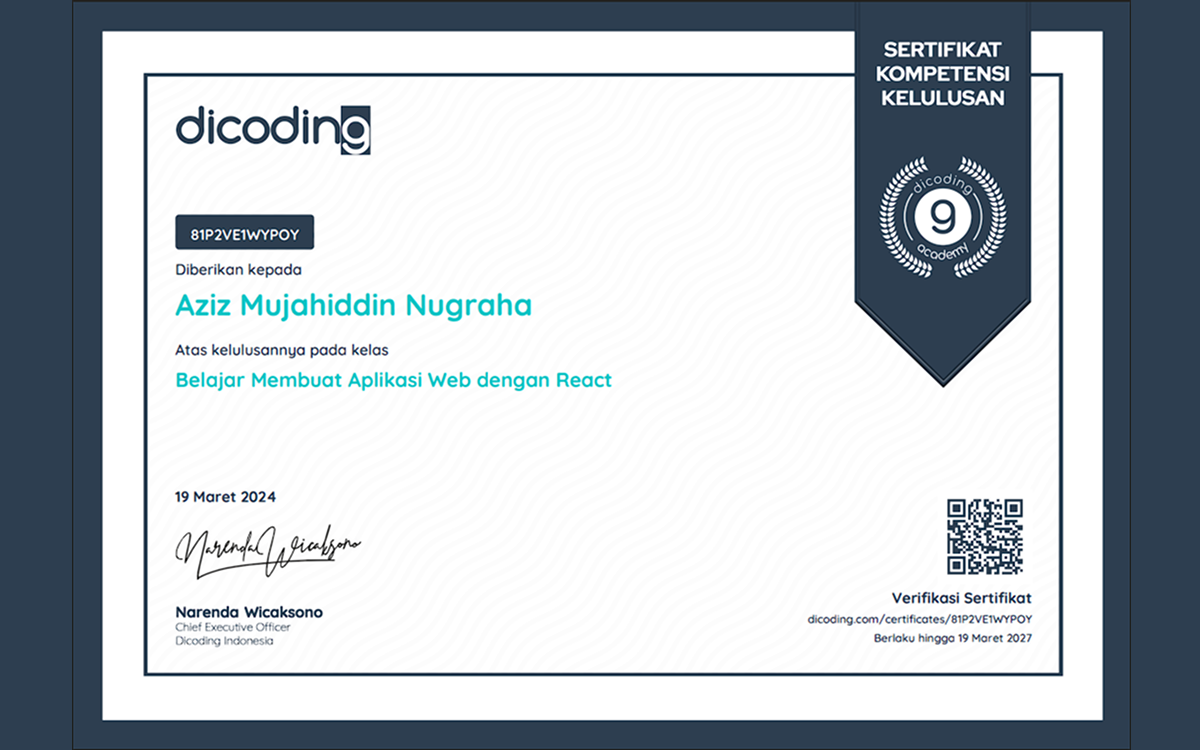 SERTIFIKAT
KOMPETENSI
KELULUSAN
dicoding
dicoding
9
academy
81P2VE1WYPOY
Diberikan kepada
Aziz Mujahiddin Nugraha
Atas kelulusannya pada kelas
Belajar Membuat Aplikasi Web dengan React
19 Maret 2024
Narenda Wicaksono
Narenda Wicaksono
Chief Executive Officer
Dicoding Indonesia
Verifikasi Sertifikat
dicoding.com/certificates/81P2VE1WYPOY
Berlaku hingga 19 Maret 2027